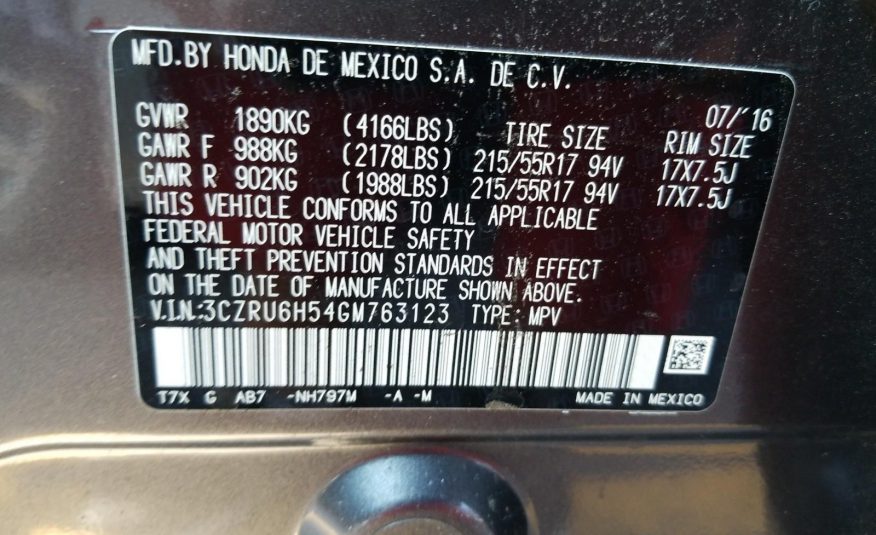 MFD.BY HONDA DE MEXICO S.A. DE C.V.
07/'16
GVWR 1890KG (4166LBS) TIRE SIZE RIM SIZE
GAWR F 988KG (2178LBS) 215/55R17 94V 17X7.5J
GAWR R 902KG (1988LBS) 215/55R17 94V 17X7.5J
THIS VEHICLE CONFORMS TO ALL APPLICABLE
FEDERAL MOTOR VEHICLE SAFETY
AND THEFT PREVENTION STANDARDS IN EFFECT
ON THE DATE OF MANUFACTURE SHOWN ABOVE.
V.I.N.:3CZRU6H54GM763123 TYPE: MPV
T7X G AB7 -NH797M -A -M MADE IN MEXICO